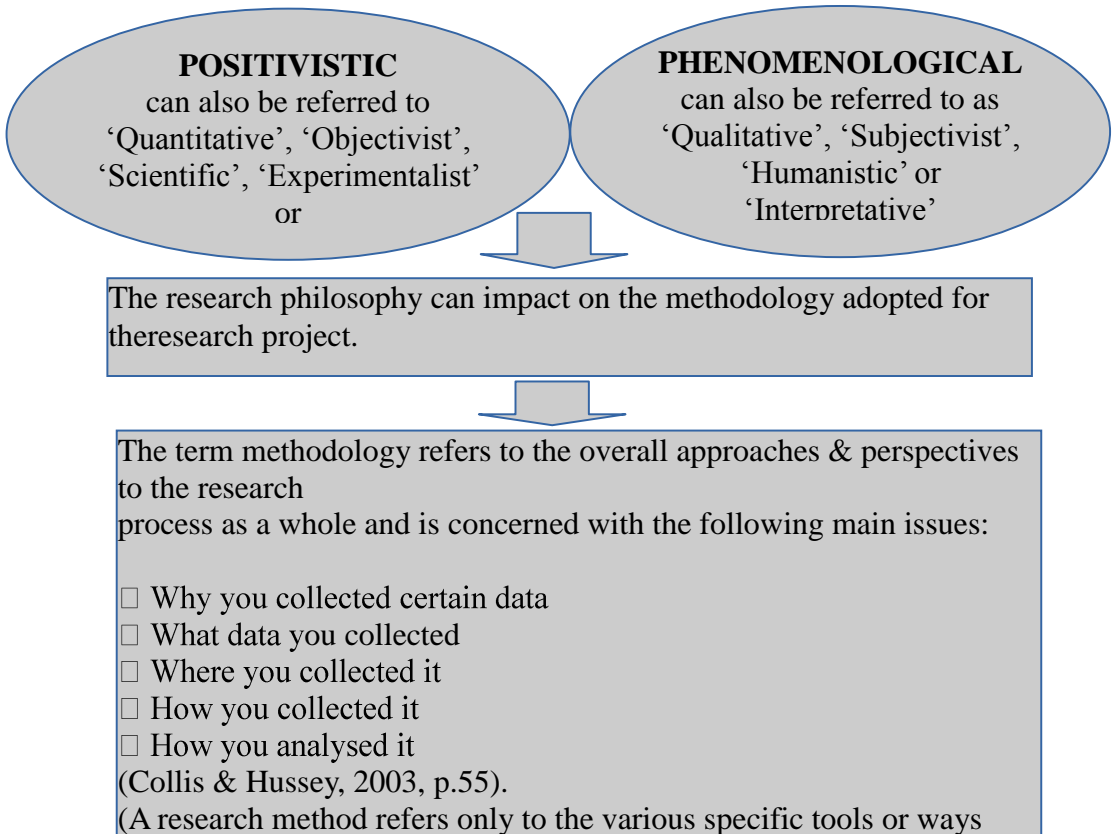 POSITIVISTIC
can also be referred to
‘Quantitative’, ‘Objectivist’,
‘Scientific’, ‘Experimentalist’
or
PHENOMENOLOGICAL
can also be referred to as
‘Qualitative’, ‘Subjectivist’,
‘Humanistic’ or
‘Interpretative’
The research philosophy can impact on the methodology adopted for
theresearch project.
The term methodology refers to the overall approaches & perspectives
to the research
process as a whole and is concerned with the following main issues:
□ Why you collected certain data
□ What data you collected
□ Where you collected it
□ How you collected it
□ How you analysed it
(Collis & Hussey, 2003, p.55).
(A research method refers only to the various specific tools or ways